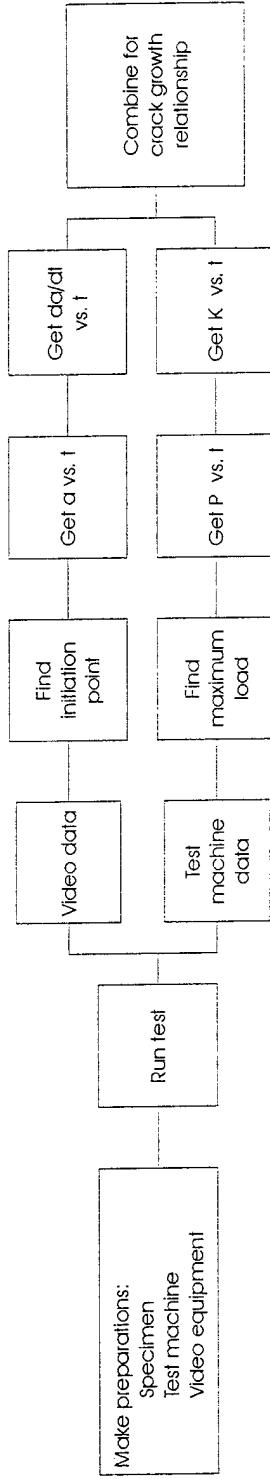 Make preparations:
Specimen
Test machine
Video equipment
Run test
Video data
Find
initiation
point
Get a vs. t
Get da/dt
vs. t
Test
machine
data
Find
maximum
load
Get P vs. t
Get K vs. t
Combine for
crack growth
relationship